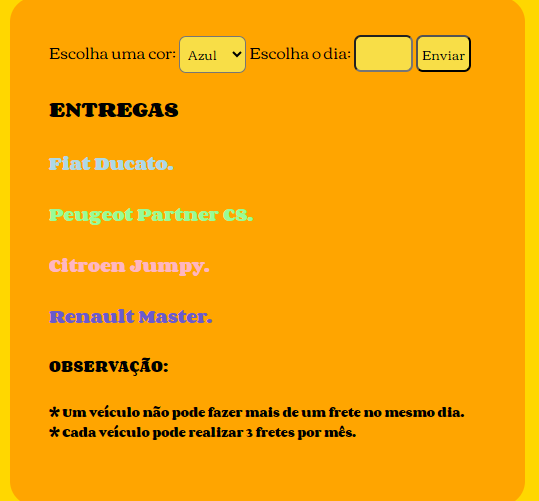 Escolha uma cor: Azul Escolha o dia: Enviar
ENTREGAS
Fiat Ducato.
Peugeot Partner CS.
Citroen Jumpy.
Renault Master.
OBSERVAÇÃO:
* Um veículo não pode fazer mais de um frete no mesmo dia.
* Cada veículo pode realizar 3 fretes por mês.